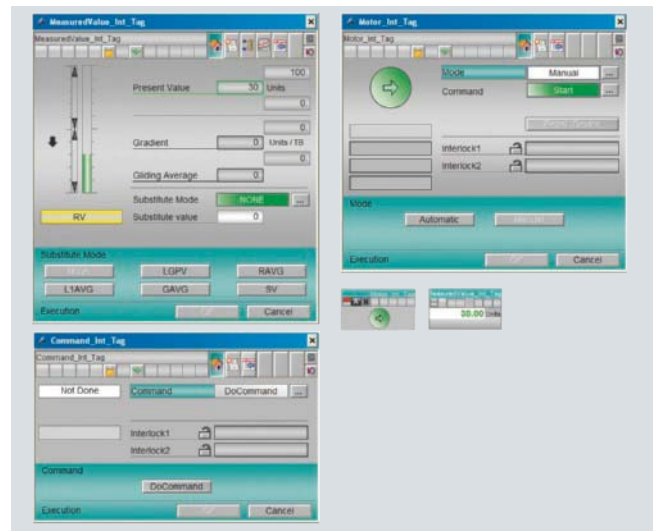 MeasuredValue_Int_Tag
MeasuredValue_Int_Tag
100
Present Value 30 Units
0
0
Gradient 0 Units / TB
0
Gliding Average 0
Substitute Mode NONE ...
RV Substitute value 0
Substitute Mode
LGPV RAVG
L1AVG GAVG SV
Execution Cancel
Motor_Int_Tag
Motor_Int_Tag
Mode Manual ...
Command Start ...
Interlock1
Interlock2
Mode
Automatic
Execution Cancel
30.00 Units
Command_Int_Tag
Command_Int_Tag
Not Done Command DoCommand ...
Interlock1
Interlock2
Command
DoCommand
Execution Cancel